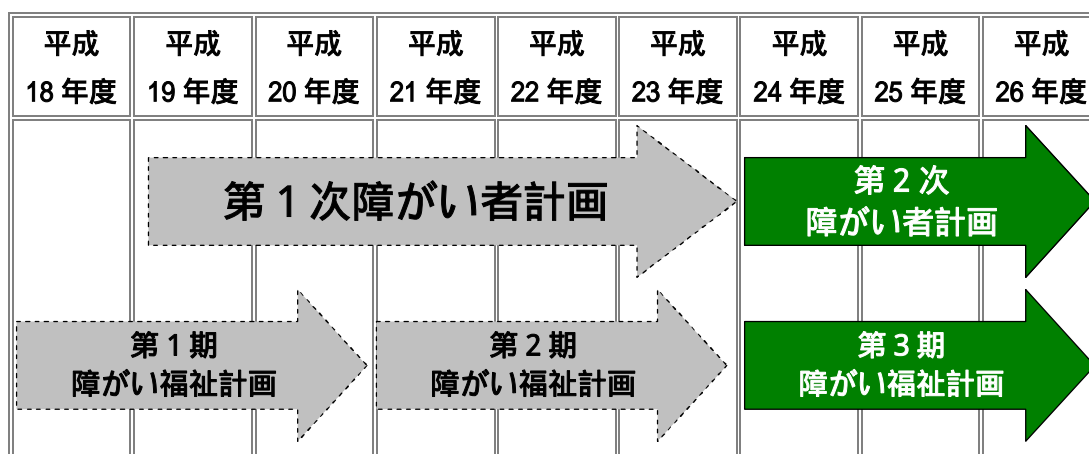 平成 平成 平成 平成 平成 平成 平成 平成 平成
18 年度 19 年度 20 年度 21 年度 22 年度 23 年度 24 年度 25 年度 26 年度
第１次障がい者計画
第２次
障がい者計画
第１期
障がい福祉計画
第２期
障がい福祉計画
第３期
障がい福祉計画